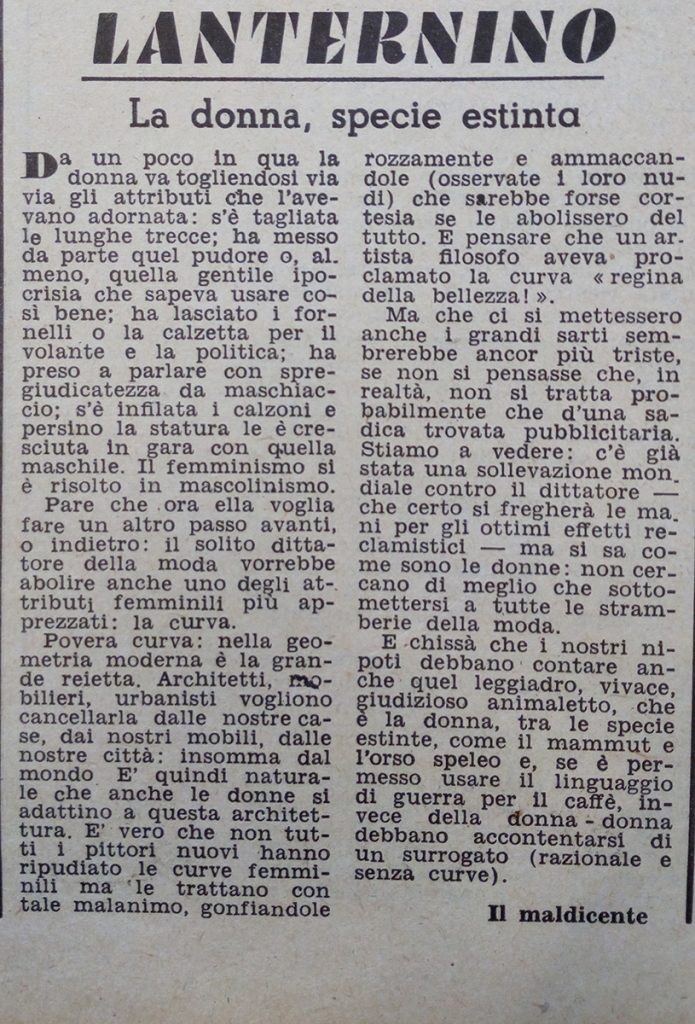 LANTERNINO
La donna, specie estinta
Da un poco in qua la
donna va togliendosi via
via gli attributi che l'ave-
vano adornata: s'è tagliata
le lunghe trecce; ha messo
da parte quel pudore o, al.
meno, quella gentile ipo-
crisia che sapeva usare co-
sì bene; ha lasciato i for-
nelli o la calzetta per il
volante e la politica; ha
preso a parlare con spre-
giudicatezza da maschiac-
cio; s'è infilata i calzoni e
persino la statura le è cre-
sciuta in gara con quella
maschile. Il femminismo si
è risolto in mascolinismo.
Pare che ora ella voglia
fare un altro passo avanti,
o indietro: il solito ditta-
tore della moda vorrebbe
abolire anche uno degli at-
tributi femminili più ap-
prezzati: la curva.
Povera curva: nella geo-
metria moderna è la gran-
de reietta. Architetti, mo-
bilieri, urbanisti vogliono
cancellarla dalle nostre ca-
se, dai nostri mobili, dalle
nostre città: insomma dal
mondo E' quindi natura-
le che anche le donne si
adattino a questa architet-
tura. E' vero che non tut-
ti i pittori nuovi hanno
ripudiato le curve femmi-
nili ma le trattano con
tale malanimo, gonfiandole
rozzamente e ammaccan-
dole (osservate i loro nu-
di) che sarebbe forse cor-
tesia se le abolissero del
tutto. E pensare che un ar-
tista filosofo aveva pro-
clamato la curva « regina
della bellezza! ».
Ma che ci si mettessero
anche i grandi sarti sem-
brerebbe ancor più triste,
se non si pensasse che, in
realtà, non si tratta pro-
babilmente che d'una sa-
dica trovata pubblicitaria.
Stiamo a vedere: c'è già
stata una sollevazione mon-
diale contro il dittatore —
che certo si fregherà le ma-
ni per gli ottimi effetti re-
clamistici — ma si sa co-
me sono le donne: non cer-
cano di meglio che sotto-
mettersi a tutte le stram-
berie della moda.
E chissà che i nostri ni-
poti debbano contare an-
che quel leggiadro, vivace,
giudizioso animaletto, che
è la donna, tra le specie
estinte, come il mammut e
l'orso speleo e, se è per-
messo usare il linguaggio
di guerra per il caffè, in-
vece della donna - donna
debbano accontentarsi di
un surrogato (razionale e
senza curve).
Il maldicente